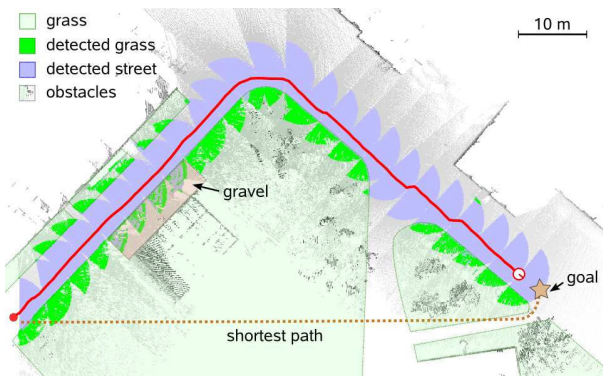 grass
detected grass
detected street
obstacles
10 m
gravel
goal
shortest path